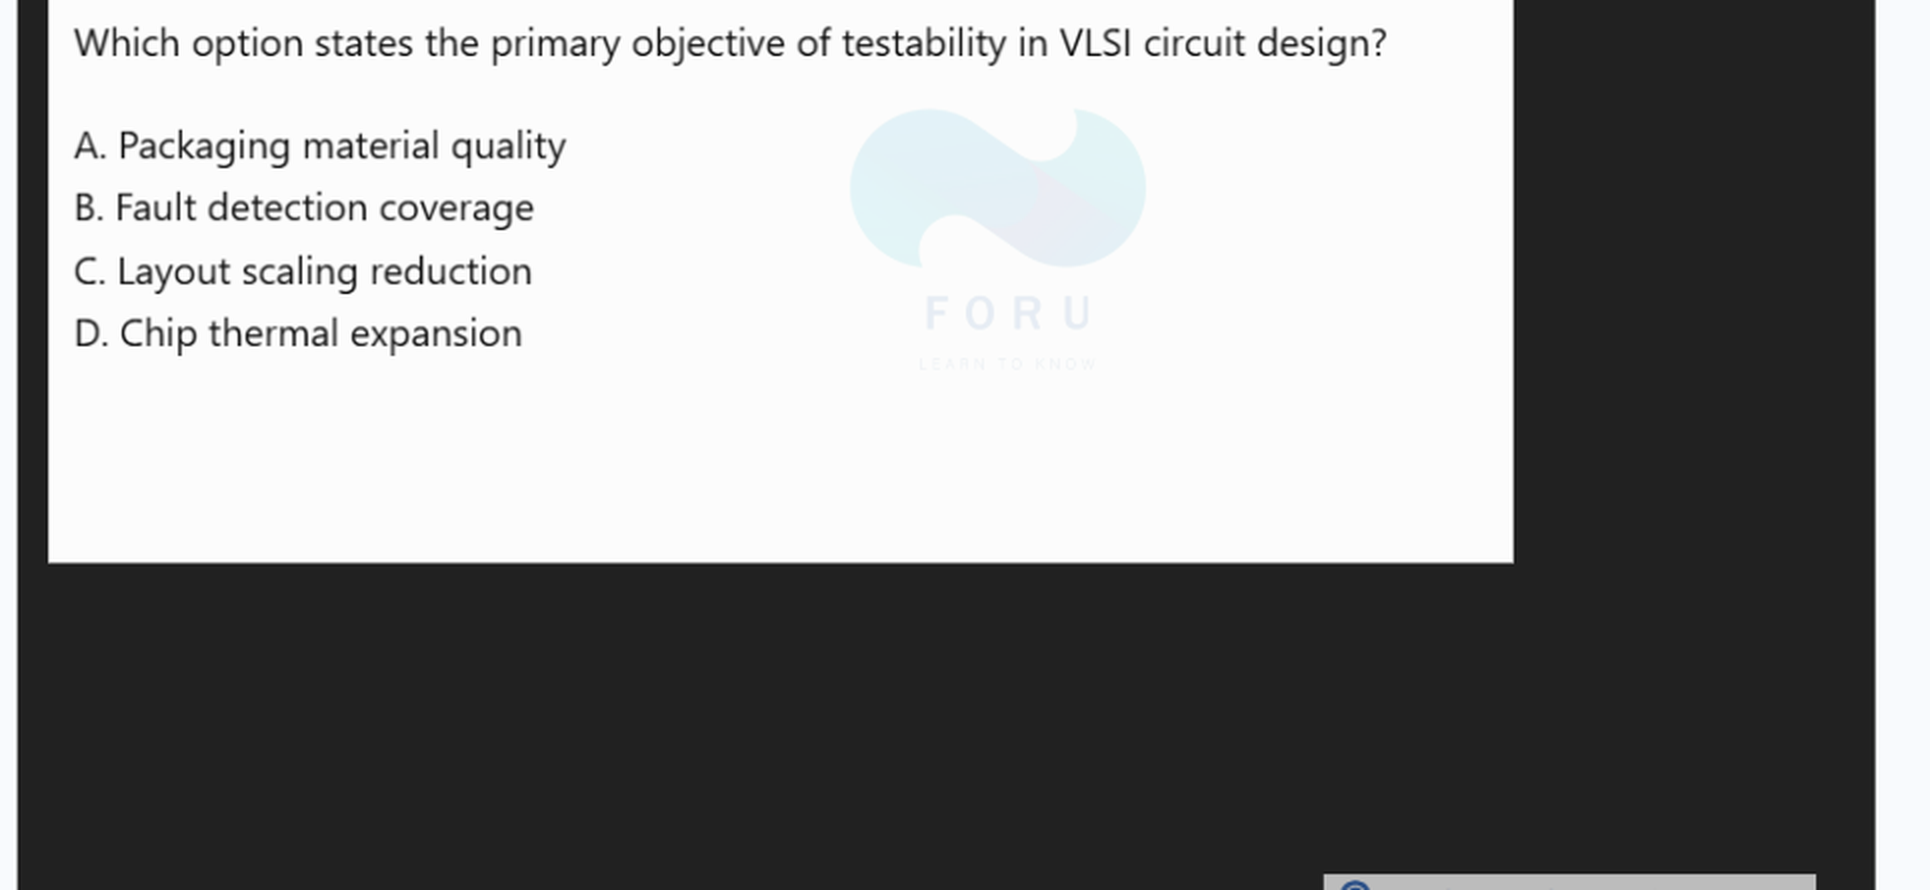 Which option states the primary objective of testability in VLSI circuit design?
A. Packaging material quality
B. Fault detection coverage
C. Layout scaling reduction
D. Chip thermal expansion
FORU
LEARN TO KNOW